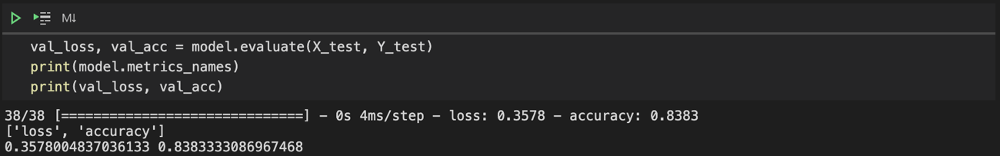 M↓
val_loss, val_acc = model.evaluate(X_test, Y_test)
print(model.metrics_names)
print(val_loss, val_acc)
38/38 [==============================] - 0s 4ms/step - loss: 0.3578 - accuracy: 0.8383
['loss', 'accuracy']
0.3578004837036133 0.8383333086967468